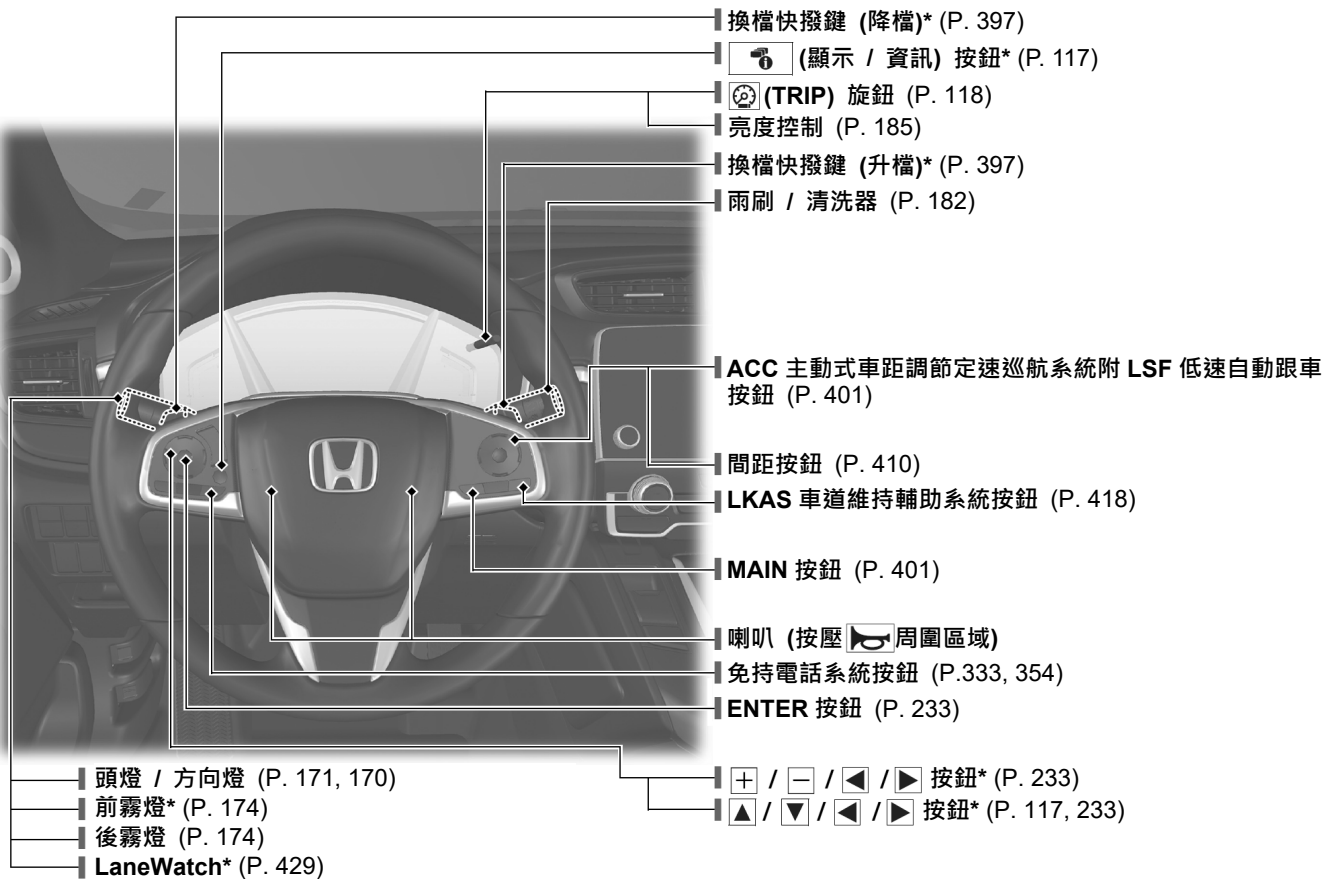 換檔快撥鍵 (降檔)* (P. 397)
(顯示 / 資訊) 按鈕* (P. 117)
(TRIP) 旋鈕 (P. 118)
亮度控制 (P. 185)
換檔快撥鍵 (升檔)* (P. 397)
雨刷 / 清洗器 (P. 182)
ACC 主動式車距調節定速巡航系統附 LSF 低速自動跟車
按鈕 (P. 401)
間距按鈕 (P. 410)
LKAS 車道維持輔助系統按鈕 (P. 418)
MAIN 按鈕 (P. 401)
喇叭 (按壓 周圍區域)
免持電話系統按鈕 (P.333, 354)
ENTER 按鈕 (P. 233)
+ / − / ◀ / ▶ 按鈕* (P. 233)
▲ / ▼ / ◀ / ▶ 按鈕* (P. 117, 233)
頭燈 / 方向燈 (P. 171, 170)
前霧燈* (P. 174)
後霧燈 (P. 174)
LaneWatch* (P. 429)